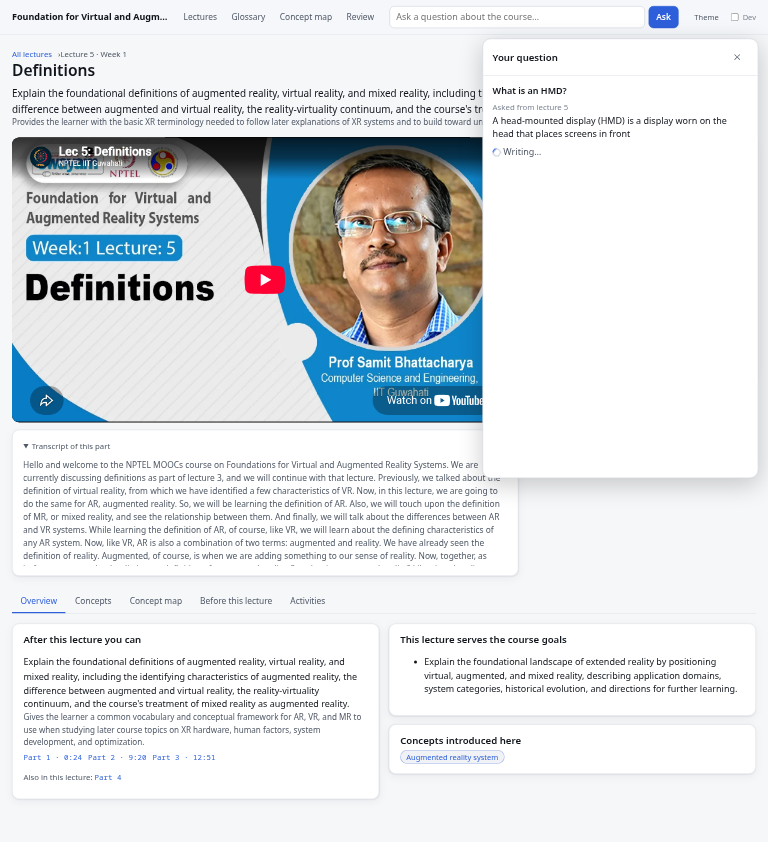 Foundation for Virtual and Augm... Lectures Glossary Concept map Review Ask a question about the course... Ask Theme Dev
All lectures ›Lecture 5 · Week 1
Definitions
Explain the foundational definitions of augmented reality, virtual reality, and mixed reality, including t
difference between augmented and virtual reality, the reality-virtuality continuum, and the course's tr
Provides the learner with the basic XR terminology needed to follow later explanations of XR systems and to build toward un
Your question ×
What is an HMD?
Asked from lecture 5
A head-mounted display (HMD) is a display worn on the
head that places screens in front
Writing...
Lec 5: Definitions
NPTEL IIT Guwahati
swayam NPTEL
Foundation for Virtual and
Augmented Reality Systems
Week:1 Lecture: 5
Definitions
Prof Samit Bhattacharya
Computer Science and Engineering,
IIT Guwahati
Watch on YouTube
▼ Transcript of this part
Hello and welcome to the NPTEL MOOCs course on Foundations for Virtual and Augmented Reality Systems. We are
currently discussing definitions as part of lecture 3, and we will continue with that lecture. Previously, we talked about the
definition of virtual reality, from which we have identified a few characteristics of VR. Now, in this lecture, we are going to
do the same for AR, augmented reality. So, we will be learning the definition of AR. Also, we will touch upon the definition
of MR, or mixed reality, and see the relationship between them. And finally, we will talk about the differences between AR
and VR systems. While learning the definition of AR, of course, like VR, we will learn about the defining characteristics of
any AR system. Now, like VR, AR is also a combination of two terms: augmented and reality. We have already seen the
definition of reality. Augmented, of course, is when we are adding something to our sense of reality. Now, together, as
Overview Concepts Concept map Before this lecture Activities
After this lecture you can
Explain the foundational definitions of augmented reality, virtual reality, and
mixed reality, including the identifying characteristics of augmented reality, the
difference between augmented and virtual reality, the reality-virtuality
continuum, and the course's treatment of mixed reality as augmented reality.
Gives the learner a common vocabulary and conceptual framework for AR, VR, and MR to
use when studying later course topics on XR hardware, human factors, system
development, and optimization.
Part 1 · 0:24 Part 2 · 9:20 Part 3 · 12:51
Also in this lecture: Part 4
This lecture serves the course goals
• Explain the foundational landscape of extended reality by positioning
virtual, augmented, and mixed reality, describing application domains,
system categories, historical evolution, and directions for further learning.
Concepts introduced here
Augmented reality system